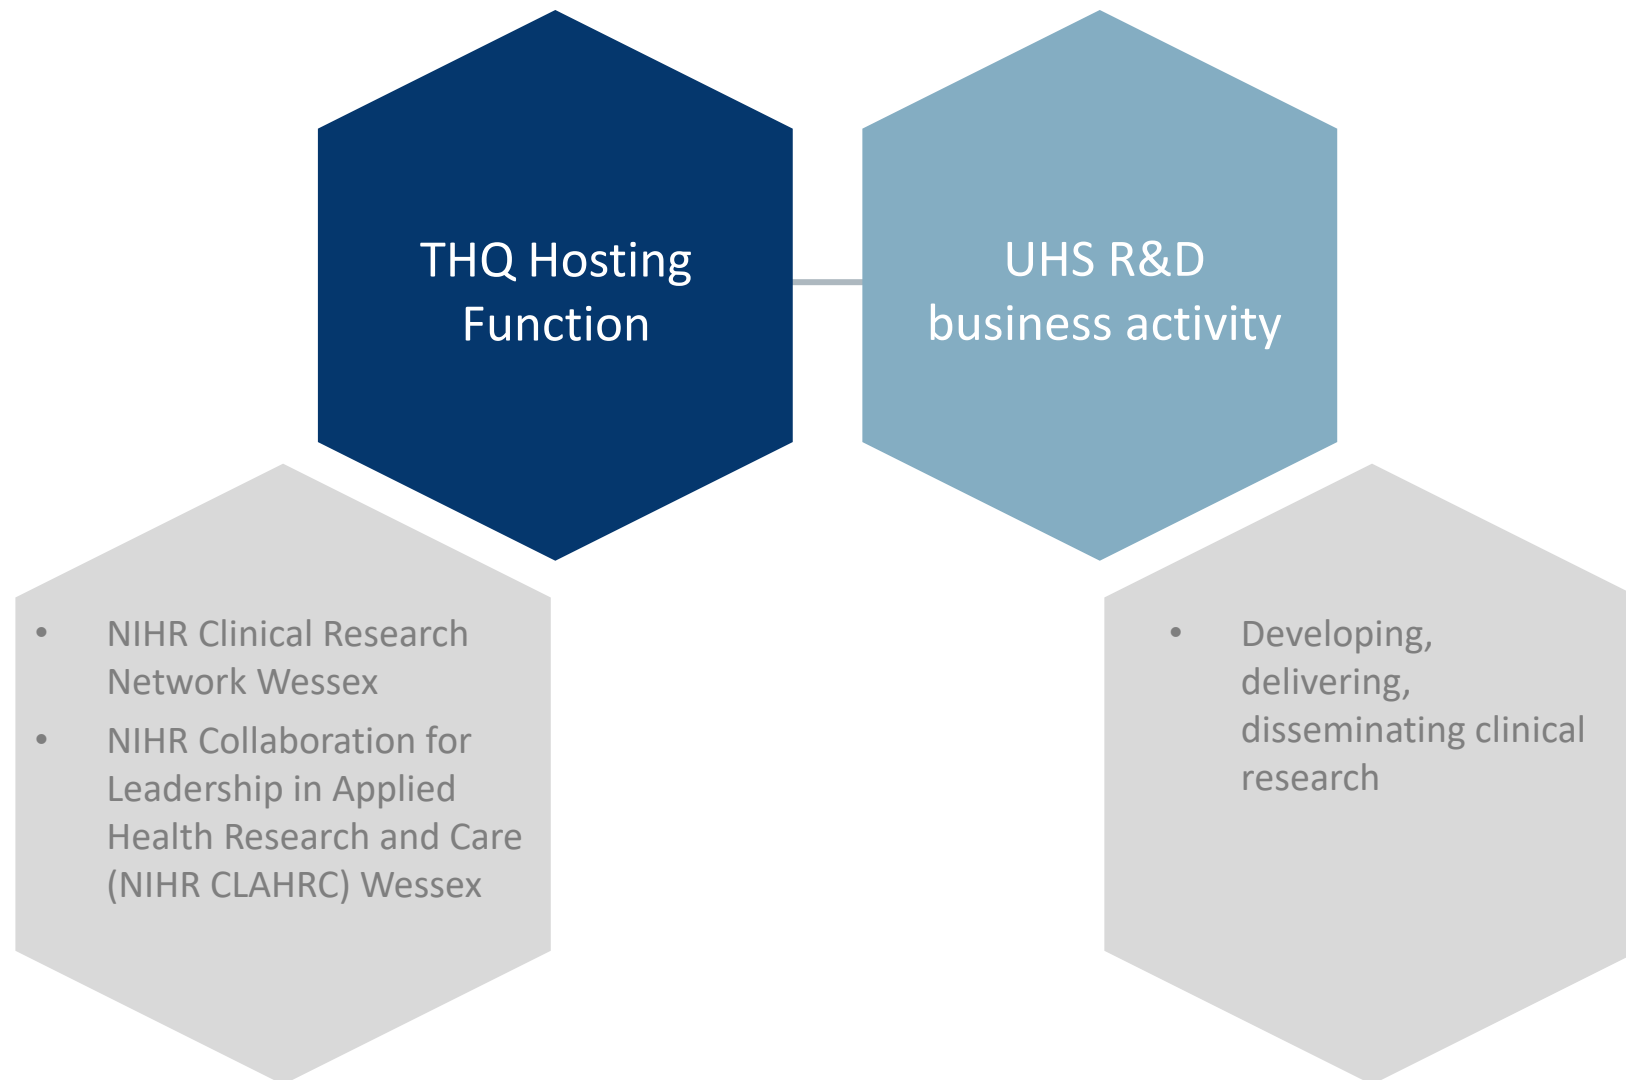 THQ Hosting
Function
UHS R&D
business activity
• NIHR Clinical Research
Network Wessex
• NIHR Collaboration for
Leadership in Applied
Health Research and Care
(NIHR CLAHRC) Wessex
• Developing,
delivering,
disseminating clinical
research